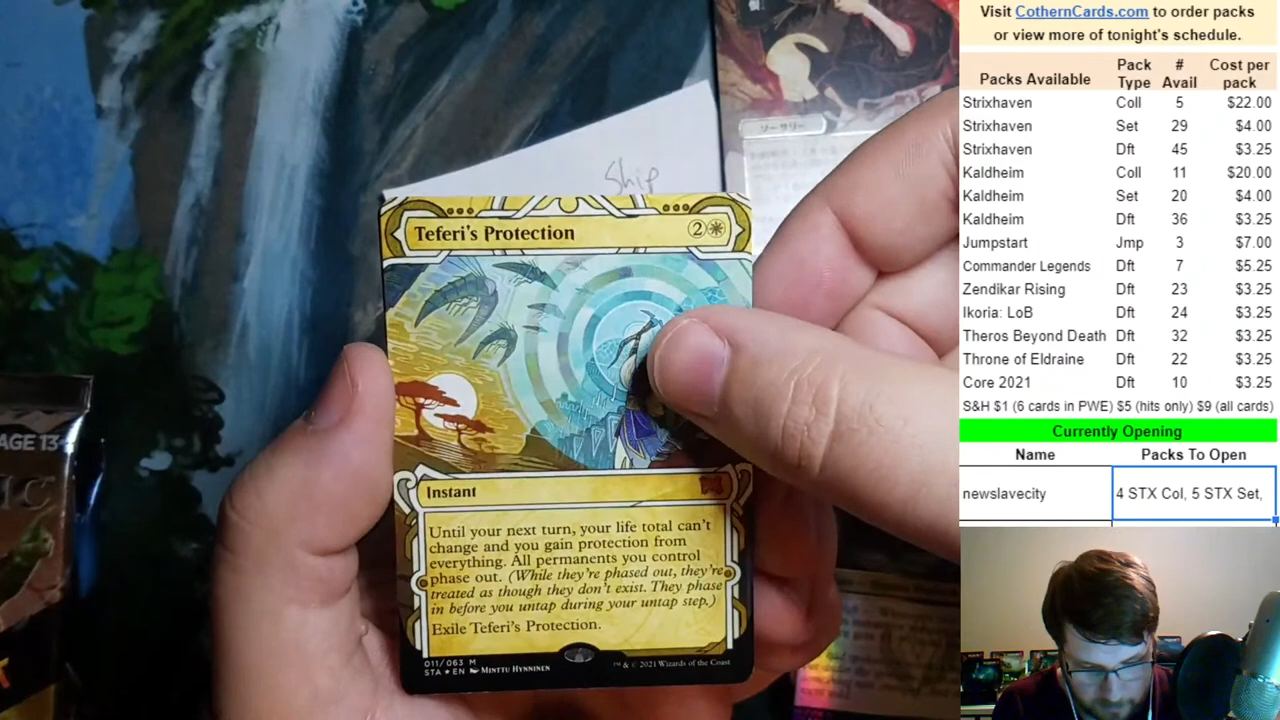 Visit CothernCards.com to order packs
or view more of tonight's schedule.
Packs Available Pack Type # Avail Cost per pack
Strixhaven Coll 5 $22.00
Strixhaven Set 29 $4.00
Strixhaven Dft 45 $3.25
Kaldheim Coll 11 $20.00
Kaldheim Set 20 $4.00
Kaldheim Dft 36 $3.25
Jumpstart Jmp 3 $7.00
Commander Legends Dft 7 $5.25
Zendikar Rising Dft 23 $3.25
Ikoria: LoB Dft 24 $3.25
Theros Beyond Death Dft 32 $3.25
Throne of Eldraine Dft 22 $3.25
Core 2021 Dft 10 $3.25
S&H $1 (6 cards in PWE) $5 (hits only) $9 (all cards)
Currently Opening
Name Packs To Open
newslavecity 4 STX Col, 5 STX Set,
ソーサリー
Ship
Teferi's Protection 2
Instant
Until your next turn, your life total can't
change and you gain protection from
everything. All permanents you control
phase out. (While they're phased out, they're
treated as though they don't exist. They phase
in before you untap during your untap step.)
Exile Teferi's Protection.
011/063 M
STA ★ EN Minttu Hynninen
™ & © 2021 Wizards of the Coast
AGE 13